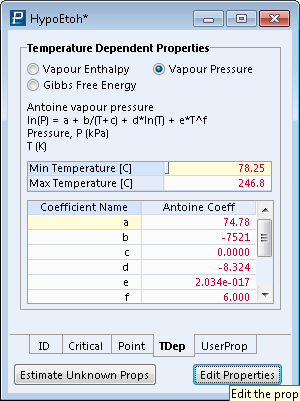 HypoEtoh*
Temperature Dependent Properties
Vapour Enthalpy Vapour Pressure
Gibbs Free Energy
Antoine vapour pressure
ln(P) = a + b/(T+c) + d*ln(T) + e*T^f
Pressure, P (kPa)
T (K)
Min Temperature [C] 78.25
Max Temperature [C] 246.8
Coefficient Name Antoine Coeff
a 74.78
b -7521
c 0.0000
d -8.324
e 2.034e-017
f 6.000
ID Critical Point TDep UserProp
Estimate Unknown Props Edit Properties
Edit the prop